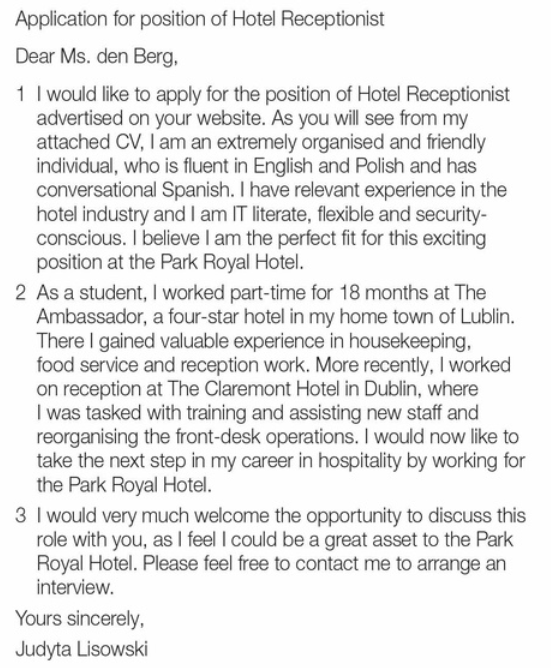 Application for position of Hotel Receptionist
Dear Ms. den Berg,
1 I would like to apply for the position of Hotel Receptionist
advertised on your website. As you will see from my
attached CV, I am an extremely organised and friendly
individual, who is fluent in English and Polish and has
conversational Spanish. I have relevant experience in the
hotel industry and I am IT literate, flexible and security-
conscious. I believe I am the perfect fit for this exciting
position at the Park Royal Hotel.
2 As a student, I worked part-time for 18 months at The
Ambassador, a four-star hotel in my home town of Lublin.
There I gained valuable experience in housekeeping,
food service and reception work. More recently, I worked
on reception at The Claremont Hotel in Dublin, where
I was tasked with training and assisting new staff and
reorganising the front-desk operations. I would now like to
take the next step in my career in hospitality by working for
the Park Royal Hotel.
3 I would very much welcome the opportunity to discuss this
role with you, as I feel I could be a great asset to the Park
Royal Hotel. Please feel free to contact me to arrange an
interview.
Yours sincerely,
Judyta Lisowski